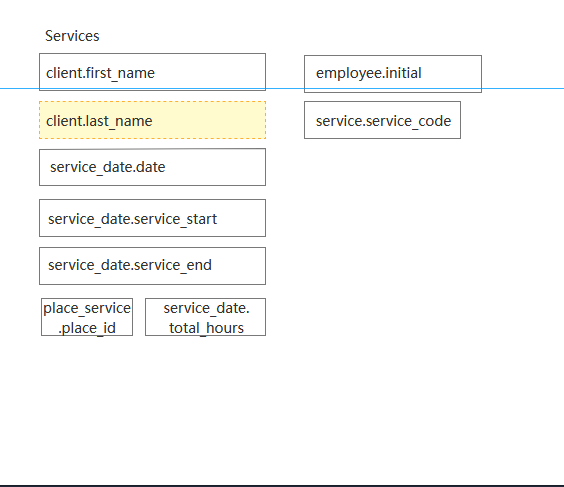 Services
client.first_name
employee.initial
client.last_name
service.service_code
service_date.date
service_date.service_start
service_date.service_end
place_service
.place_id
service_date.
total_hours